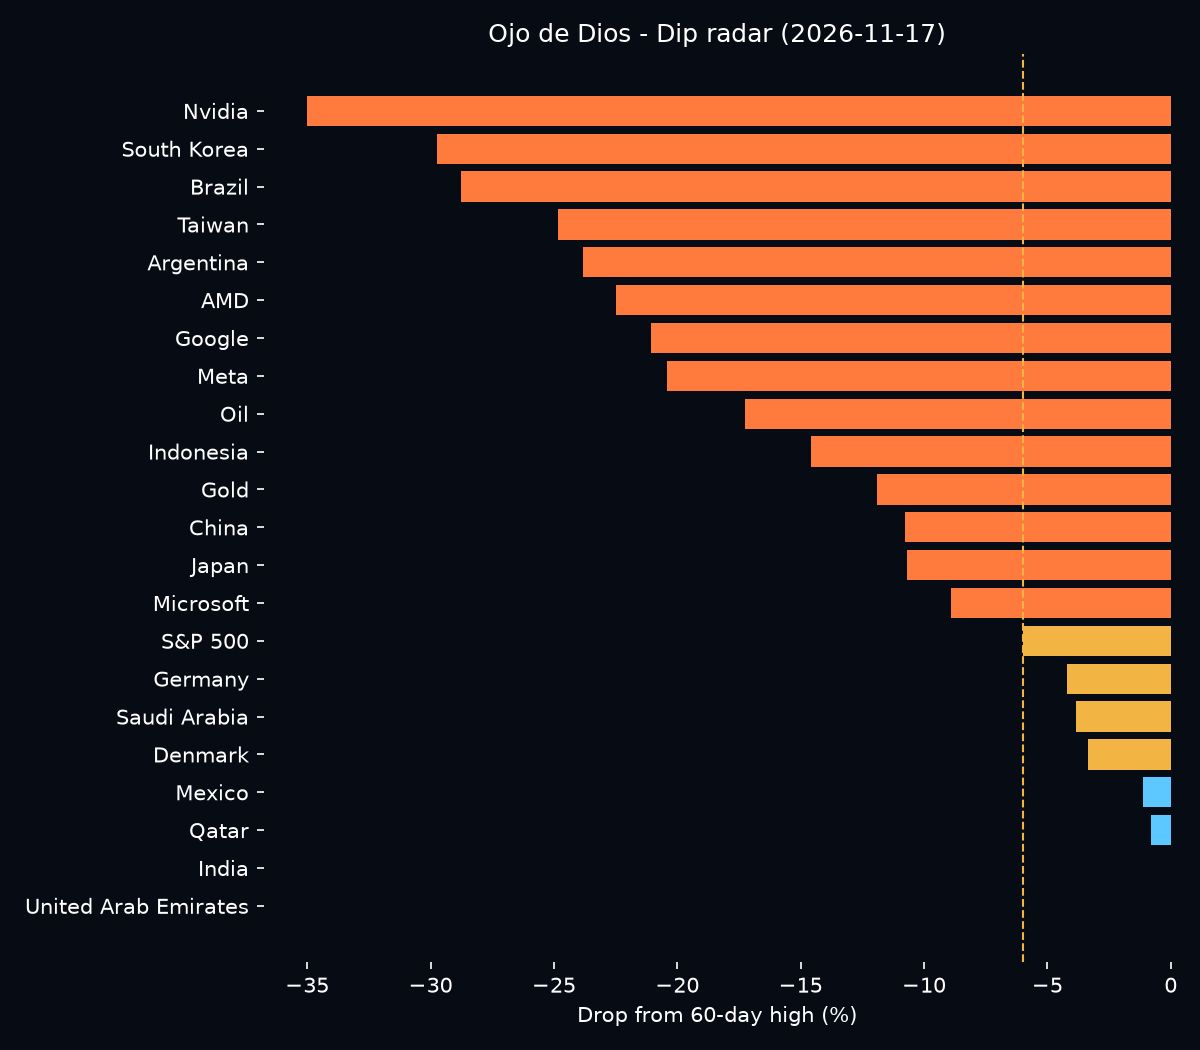 Ojo de Dios - Dip radar (2026-11-17)
Nvidia
South Korea
Brazil
Taiwan
Argentina
AMD
Google
Meta
Oil
Indonesia
Gold
China
Japan
Microsoft
S&P 500
Germany
Saudi Arabia
Denmark
Mexico
Qatar
India
United Arab Emirates
−35 −30 −25 −20 −15 −10 −5 0
Drop from 60-day high (%)